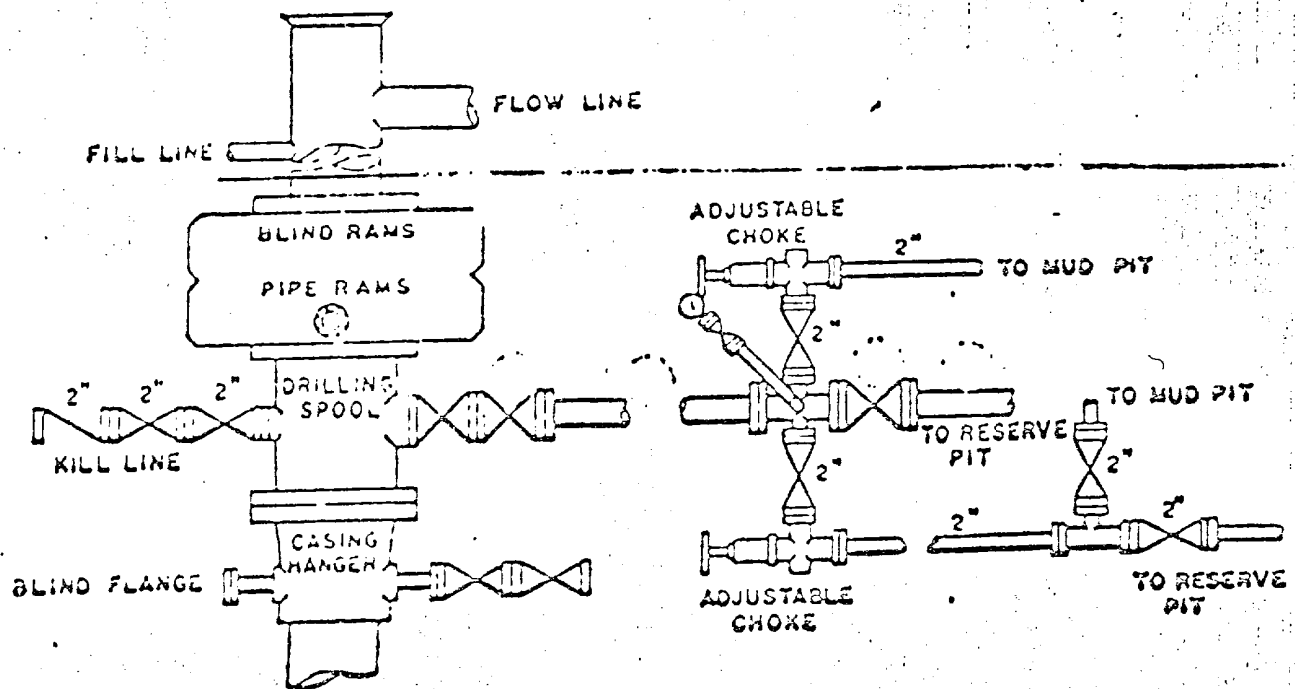 FLOW LINE
FILL LINE
BLIND RAMS
PIPE RAMS
ADJUSTABLE
CHOKE
2"
TO MUD PIT
2"
2" 2" 2"
DRILLING
SPOOL
KILL LINE
TO RESERVE
PIT
2"
TO MUD PIT
2"
2"
2"
TO RESERVE
PIT
CASING
HANGER
BLIND FLANGE
ADJUSTABLE
CHOKE